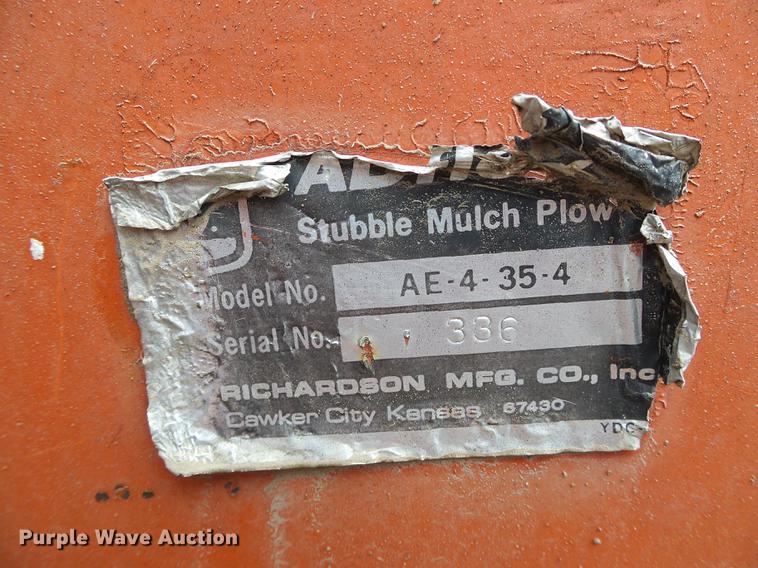 Stubble Mulch Plow
Model No. AE-4-35-4
Serial No. 336
RICHARDSON MFG. CO., Inc
Cawker City Kansas 67430
YDG-
Purple Wave Auction